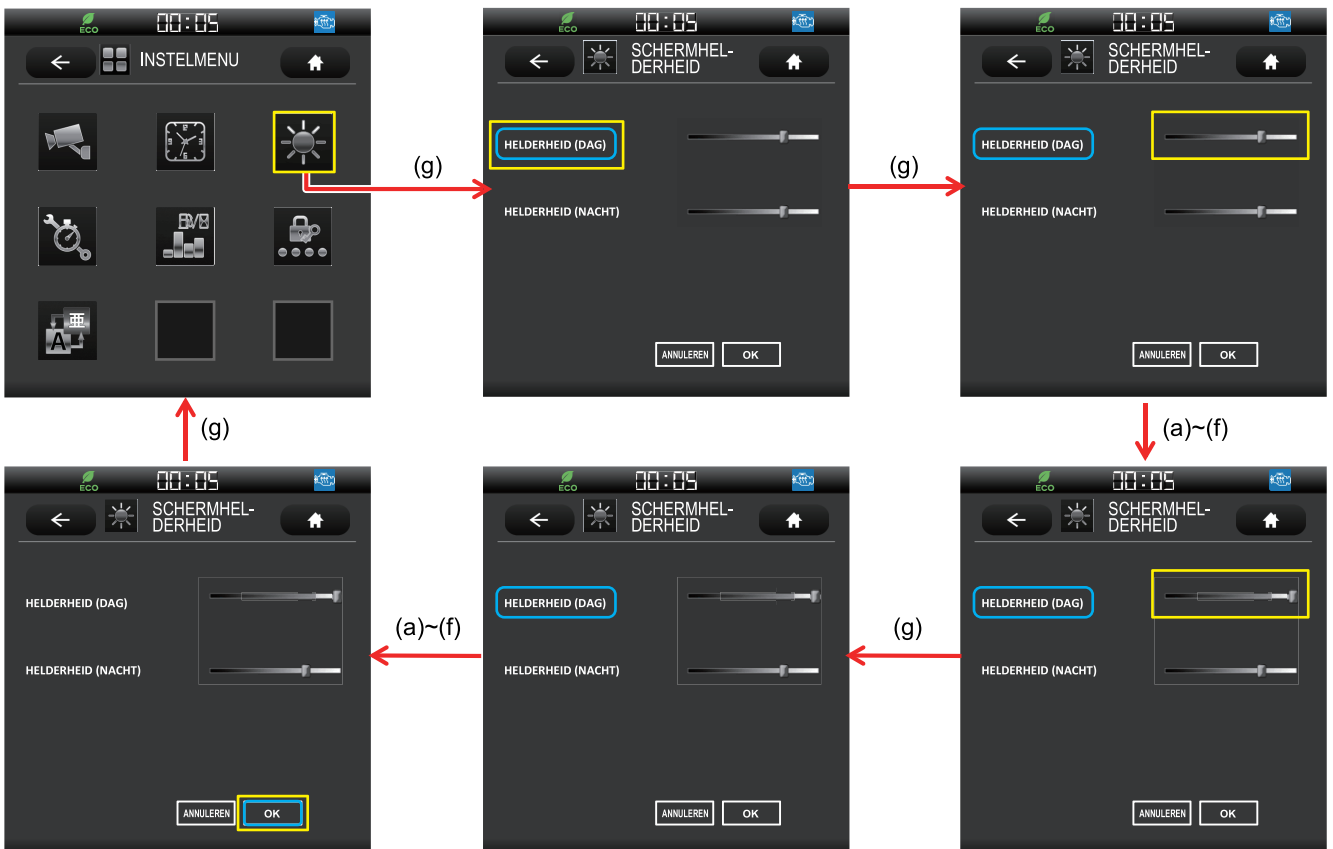 ECO 00:05
INSTELMENU
A 亜
(g)
ECO 00:05
SCHERMHEL-
DERHEID
HELDERHEID (DAG)
HELDERHEID (NACHT)
ANNULEREN OK
(g)
ECO 00:05
SCHERMHEL-
DERHEID
HELDERHEID (DAG)
HELDERHEID (NACHT)
ANNULEREN OK
(a)~(f)
ECO 00:05
SCHERMHEL-
DERHEID
HELDERHEID (DAG)
HELDERHEID (NACHT)
ANNULEREN OK
(g)
ECO 00:05
SCHERMHEL-
DERHEID
HELDERHEID (DAG)
HELDERHEID (NACHT)
ANNULEREN OK
(a)~(f)
ECO 00:05
SCHERMHEL-
DERHEID
HELDERHEID (DAG)
HELDERHEID (NACHT)
ANNULEREN OK
(g)